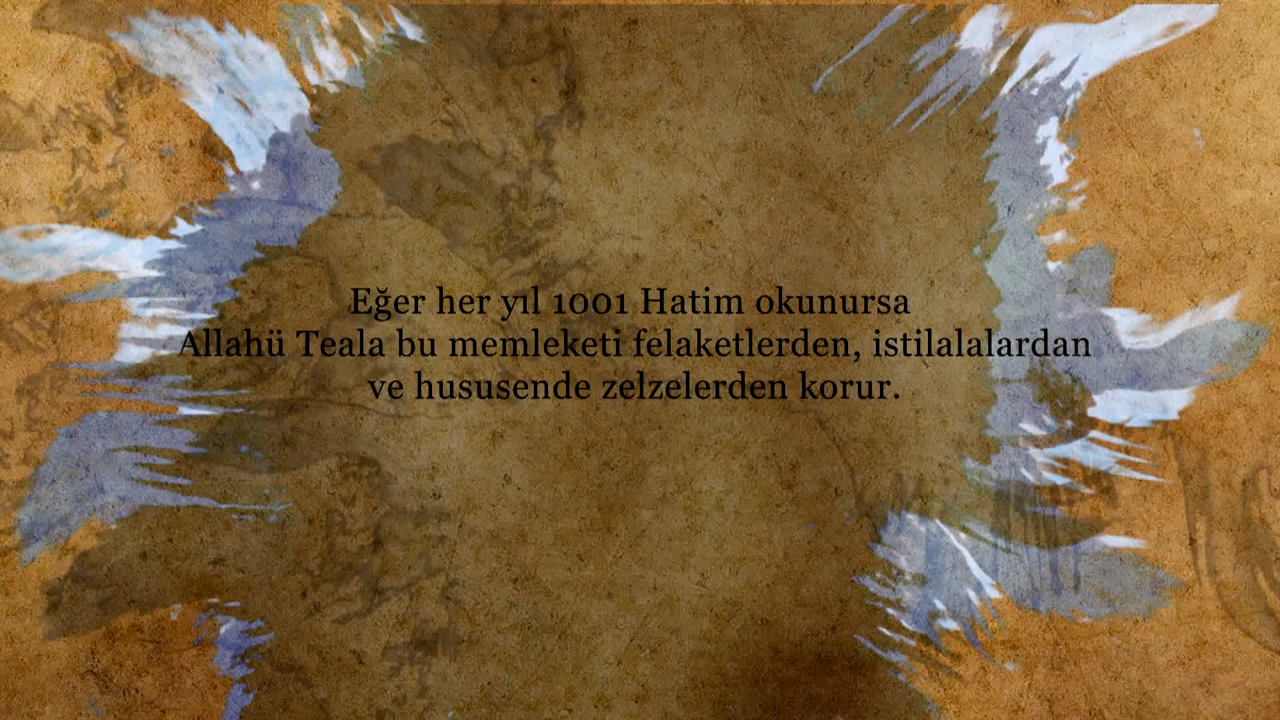 Eğer her yıl 1001 Hatim okunursa
Allahü Teala bu memleketi felaketlerden, istilalalardan
ve hususende zelzelerden korur.